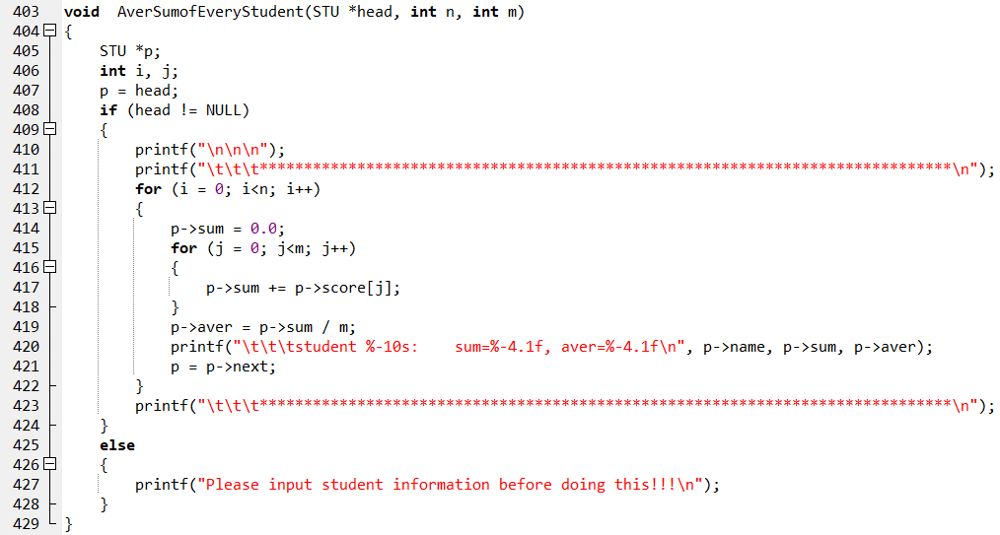 403 void AverSumofEveryStudent(STU *head, int n, int m)
404 {
405 STU *p;
406 int i, j;
407 p = head;
408 if (head != NULL)
409 {
410 printf("\n\n\n");
411 printf("\t\t\t******************************************************************************\n");
412 for (i = 0; i<n; i++)
413 {
414 p->sum = 0.0;
415 for (j = 0; j<m; j++)
416 {
417 p->sum += p->score[j];
418 }
419 p->aver = p->sum / m;
420 printf("\t\t\tstudent %-10s:    sum=%-4.1f, aver=%-4.1f\n", p->name, p->sum, p->aver);
421 p = p->next;
422 }
423 printf("\t\t\t******************************************************************************\n");
424 }
425 else
426 {
427 printf("Please input student information before doing this!!!\n");
428 }
429 }